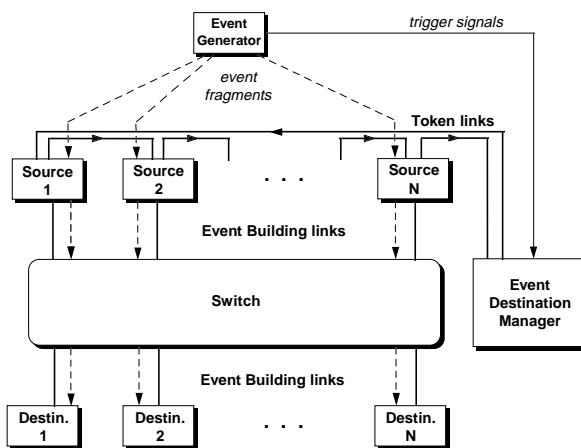 Event
Generator
trigger signals
event
fragments
Token links
Source
1
Source
2
. . .
Source
N
Event Building links
Switch
Event
Destination
Manager
Event Building links
Destin.
1
Destin.
2
. . .
Destin.
N